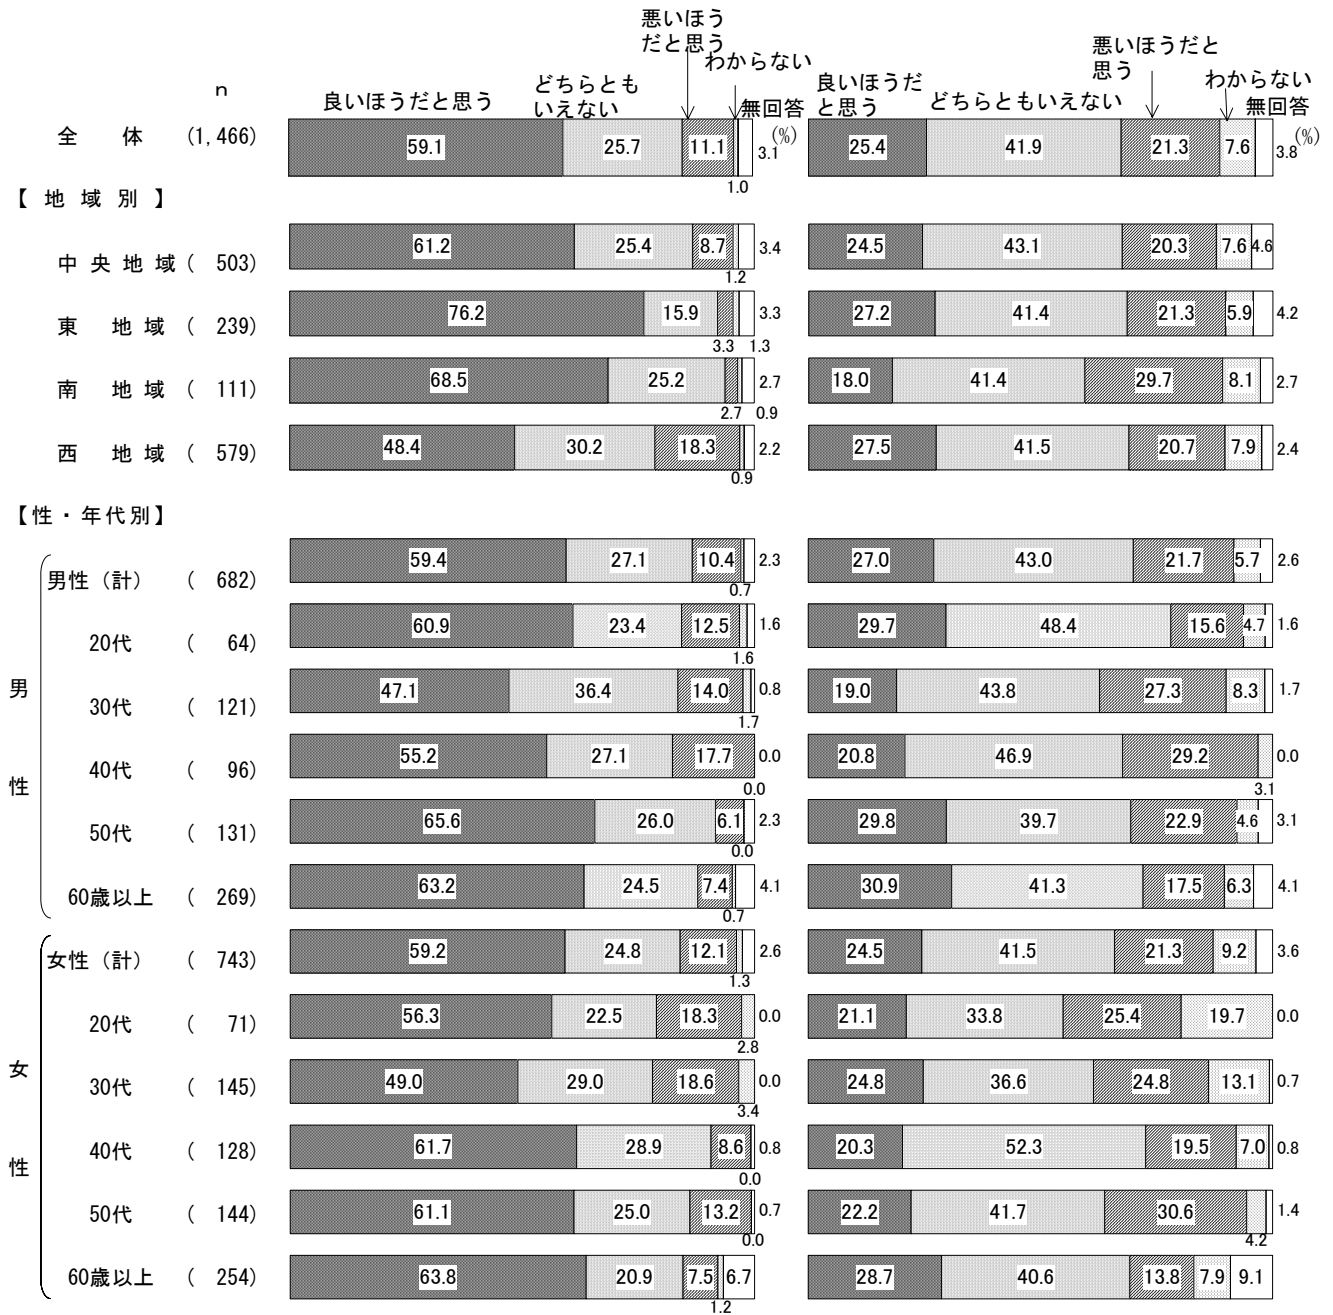 悪いほう
だと思う
わからない
どちらとも
いえない
良いほうだと思う
無回答
(%)
悪いほうだと
思う
わからない
良いほうだ
と思う
どちらともいえない
無回答
(%)
n
全 体 (1,466) 59.1 25.7 11.1 3.1 25.4 41.9 21.3 7.6 3.8
1.0
【 地 域 別 】
中 央 地 域 ( 503) 61.2 25.4 8.7 3.4 24.5 43.1 20.3 7.6 4.6
1.2
東 地 域 ( 239) 76.2 15.9 3.3 27.2 41.4 21.3 5.9 4.2
3.3 1.3
南 地 域 ( 111) 68.5 25.2 2.7 18.0 41.4 29.7 8.1 2.7
2.7 0.9
西 地 域 ( 579) 48.4 30.2 18.3 2.2 27.5 41.5 20.7 7.9 2.4
0.9
【性・年代別】
男性（計） ( 682) 59.4 27.1 10.4 2.3 27.0 43.0 21.7 5.7 2.6
0.7
20代 ( 64) 60.9 23.4 12.5 1.6 29.7 48.4 15.6 4.7 1.6
1.6
男
30代 ( 121) 47.1 36.4 14.0 0.8 19.0 43.8 27.3 8.3 1.7
1.7
40代 ( 96) 55.2 27.1 17.7 0.0 20.8 46.9 29.2 0.0
0.0 3.1
性
50代 ( 131) 65.6 26.0 6.1 2.3 29.8 39.7 22.9 4.6 3.1
0.0
60歳以上 ( 269) 63.2 24.5 7.4 4.1 30.9 41.3 17.5 6.3 4.1
0.7
女性（計） ( 743) 59.2 24.8 12.1 2.6 24.5 41.5 21.3 9.2 3.6
1.3
20代 ( 71) 56.3 22.5 18.3 0.0 21.1 33.8 25.4 19.7 0.0
2.8
女
30代 ( 145) 49.0 29.0 18.6 0.0 24.8 36.6 24.8 13.1 0.7
3.4
40代 ( 128) 61.7 28.9 8.6 0.8 20.3 52.3 19.5 7.0 0.8
0.0
性
50代 ( 144) 61.1 25.0 13.2 0.7 22.2 41.7 30.6 1.4
0.0 4.2
60歳以上 ( 254) 63.8 20.9 7.5 6.7 28.7 40.6 13.8 7.9 9.1
1.2